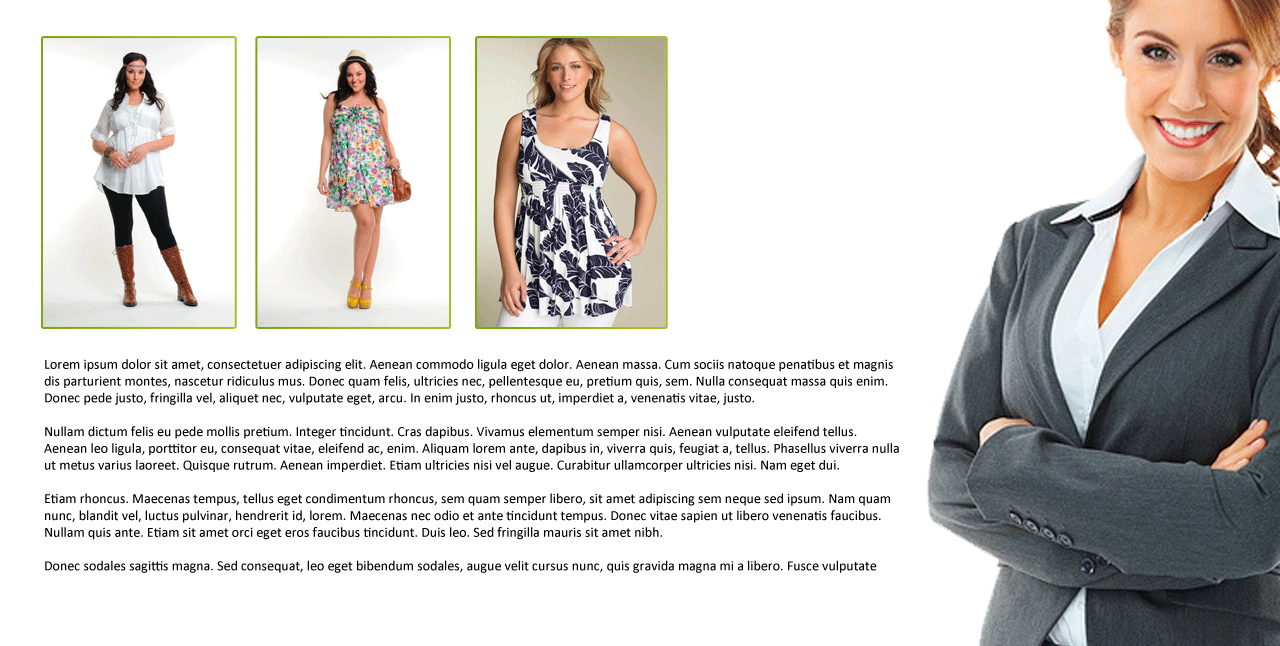 Lorem ipsum dolor sit amet, consectetuer adipiscing elit. Aenean commodo ligula eget dolor. Aenean massa. Cum sociis natoque penatibus et magnis
dis parturient montes, nascetur ridiculus mus. Donec quam felis, ultricies nec, pellentesque eu, pretium quis, sem. Nulla consequat massa quis enim.
Donec pede justo, fringilla vel, aliquet nec, vulputate eget, arcu. In enim justo, rhoncus ut, imperdiet a, venenatis vitae, justo.
Nullam dictum felis eu pede mollis pretium. Integer tincidunt. Cras dapibus. Vivamus elementum semper nisi. Aenean vulputate eleifend tellus.
Aenean leo ligula, porttitor eu, consequat vitae, eleifend ac, enim. Aliquam lorem ante, dapibus in, viverra quis, feugiat a, tellus. Phasellus viverra nulla
ut metus varius laoreet. Quisque rutrum. Aenean imperdiet. Etiam ultricies nisi vel augue. Curabitur ullamcorper ultricies nisi. Nam eget dui.
Etiam rhoncus. Maecenas tempus, tellus eget condimentum rhoncus, sem quam semper libero, sit amet adipiscing sem neque sed ipsum. Nam quam
nunc, blandit vel, luctus pulvinar, hendrerit id, lorem. Maecenas nec odio et ante tincidunt tempus. Donec vitae sapien ut libero venenatis faucibus.
Nullam quis ante. Etiam sit amet orci eget eros faucibus tincidunt. Duis leo. Sed fringilla mauris sit amet nibh.
Donec sodales sagittis magna. Sed consequat, leo eget bibendum sodales, augue velit cursus nunc, quis gravida magna mi a libero. Fusce vulputate